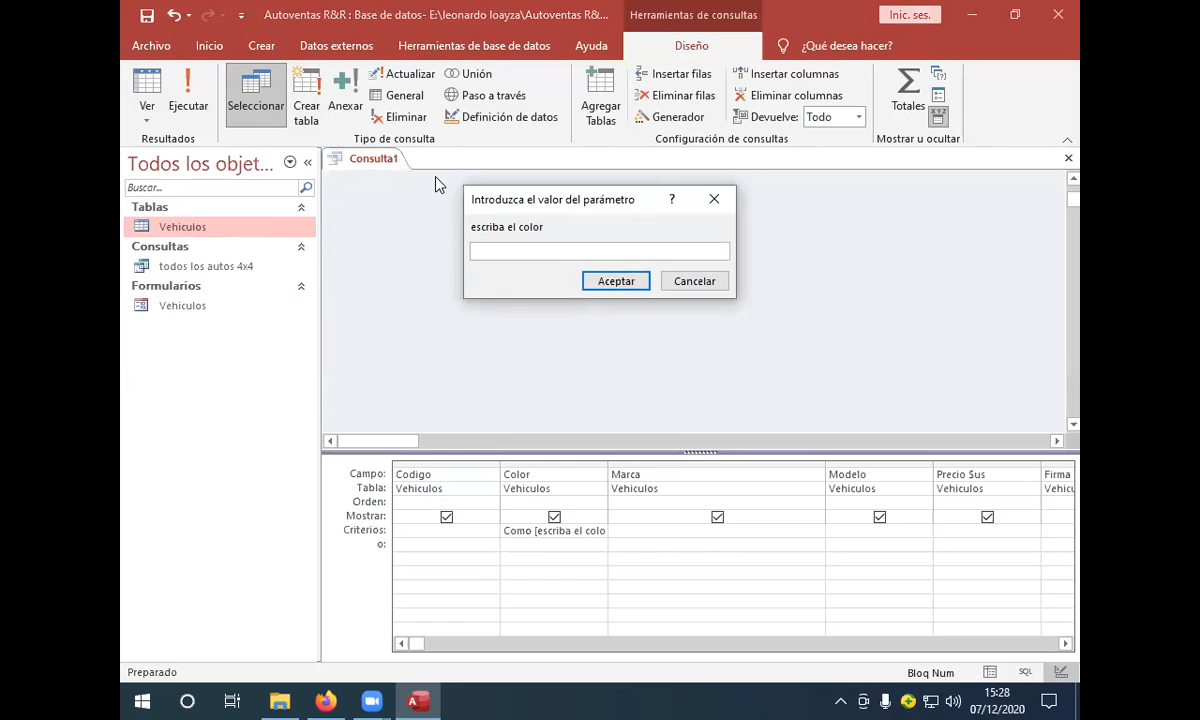 Autoventas R&R : Base de datos- E:\leonardo loayza\Autoventas R&...
Herramientas de consultas
Inic. ses.
Archivo Inicio Crear Datos externos Herramientas de base de datos Ayuda Diseño ¿Qué desea hacer?
Ver
Ejecutar
Seleccionar
Crear tabla
Anexar
Actualizar
General
Eliminar
Unión
Paso a través
Definición de datos
Agregar Tablas
Insertar filas
Eliminar filas
Generador
Insertar columnas
Eliminar columnas
Devuelve: Todo
Totales
Resultados
Tipo de consulta
Configuración de consultas
Mostrar u ocultar
Todos los objet...
Buscar...
Tablas
Vehiculos
Consultas
todos los autos 4x4
Formularios
Vehiculos
Consulta1
Introduzca el valor del parámetro
escriba el color
Aceptar Cancelar
Campo: Codigo Color Marca Modelo Precio $us Firma
Tabla: Vehiculos Vehiculos Vehiculos Vehiculos Vehiculos Vehicu
Orden:
Mostrar:
Criterios: Como [escriba el colo
o:
Preparado
Bloq Num
SQL
15:28
07/12/2020